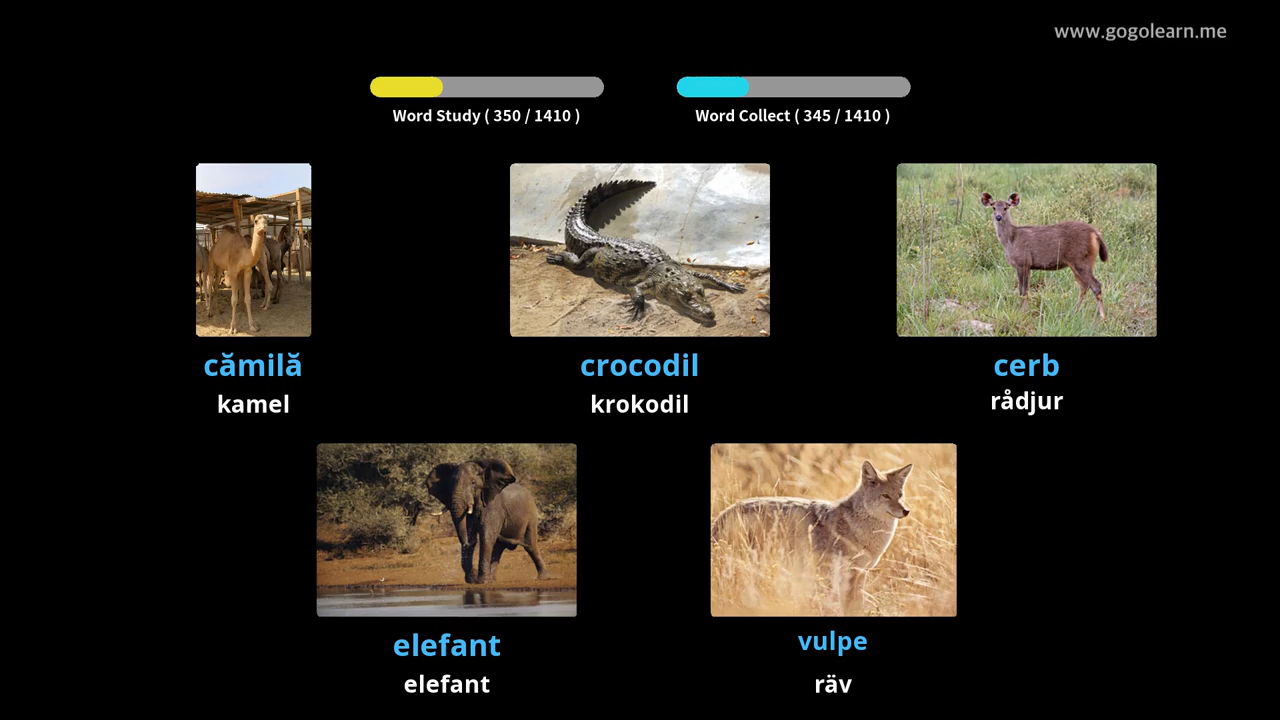 www.gogolearn.me
Word Study ( 350 / 1410 )
Word Collect ( 345 / 1410 )
cămilă
kamel
crocodil
krokodil
cerb
rådjur
elefant
elefant
vulpe
räv